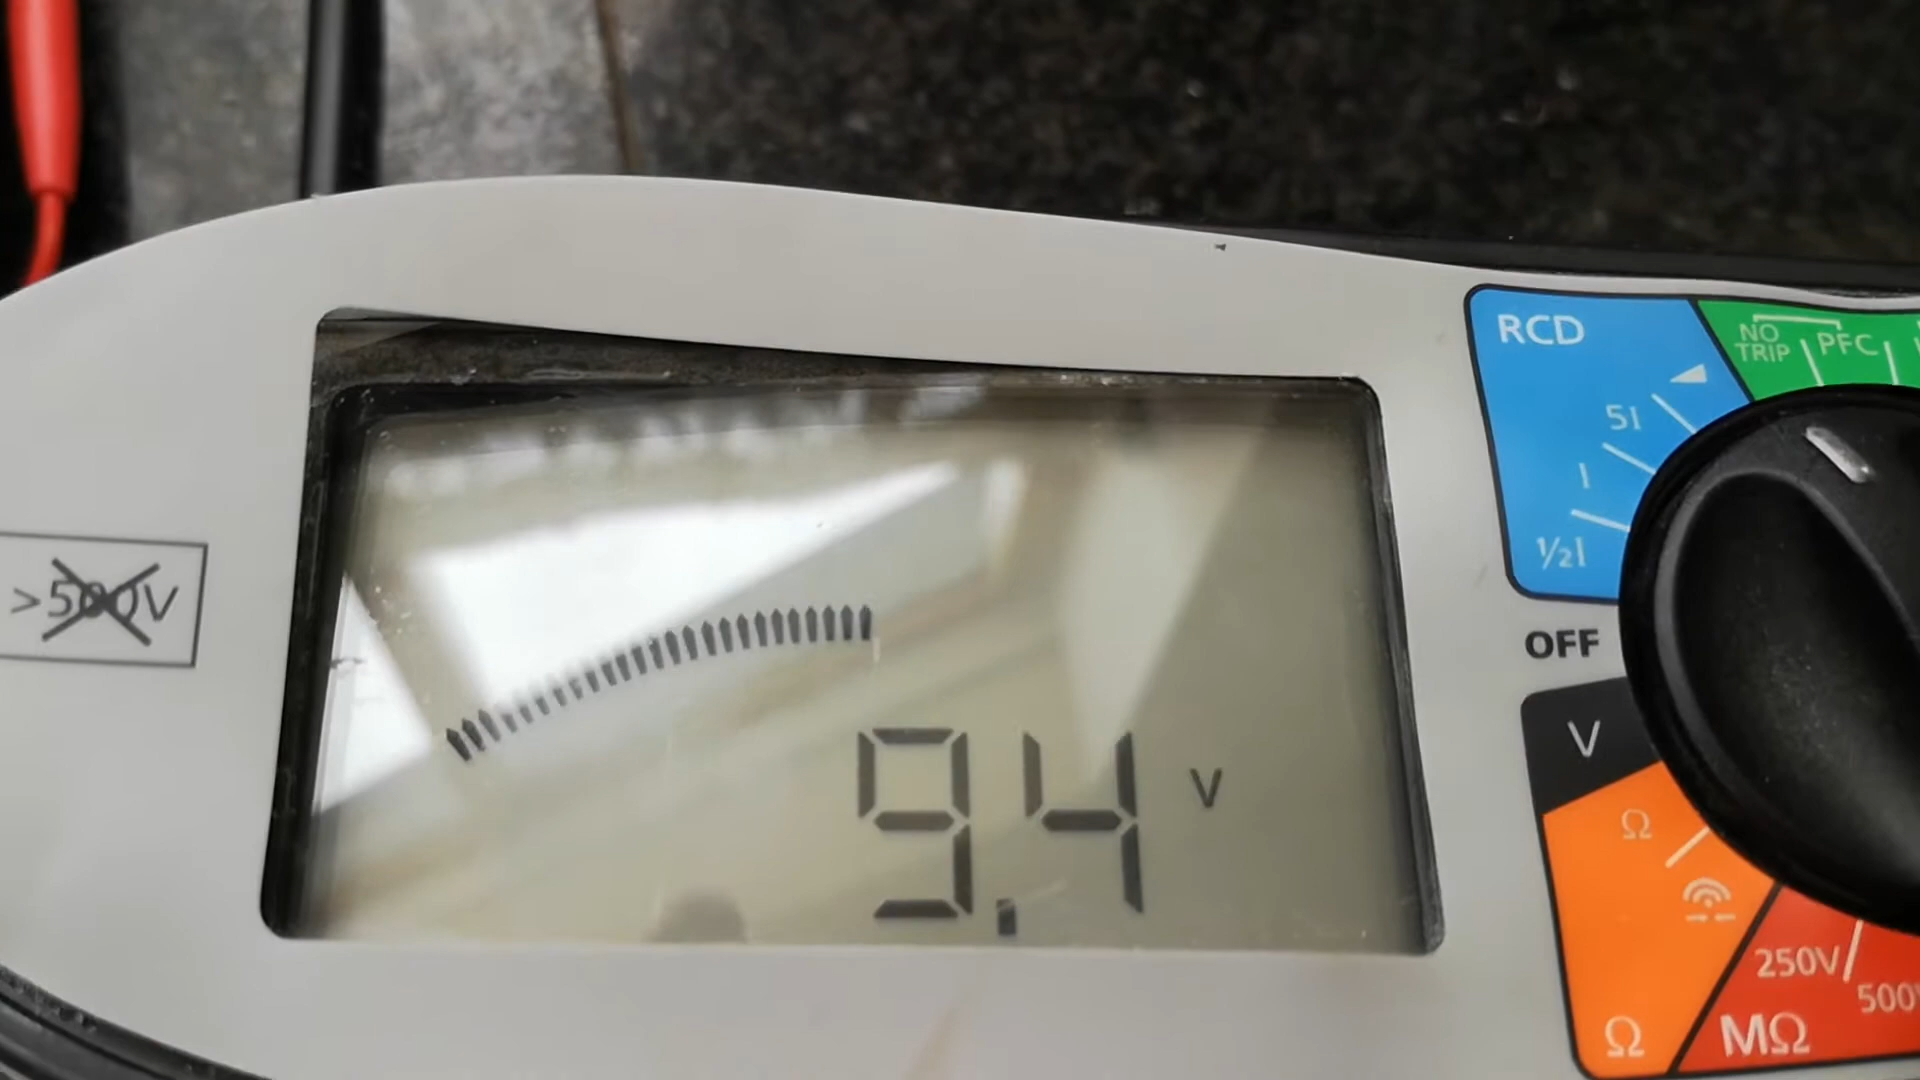 RCD
NO
TRIP
PFC
5I
I
½I
>500V
OFF
V
9.4 V
Ω
250V
500V
Ω
MΩ